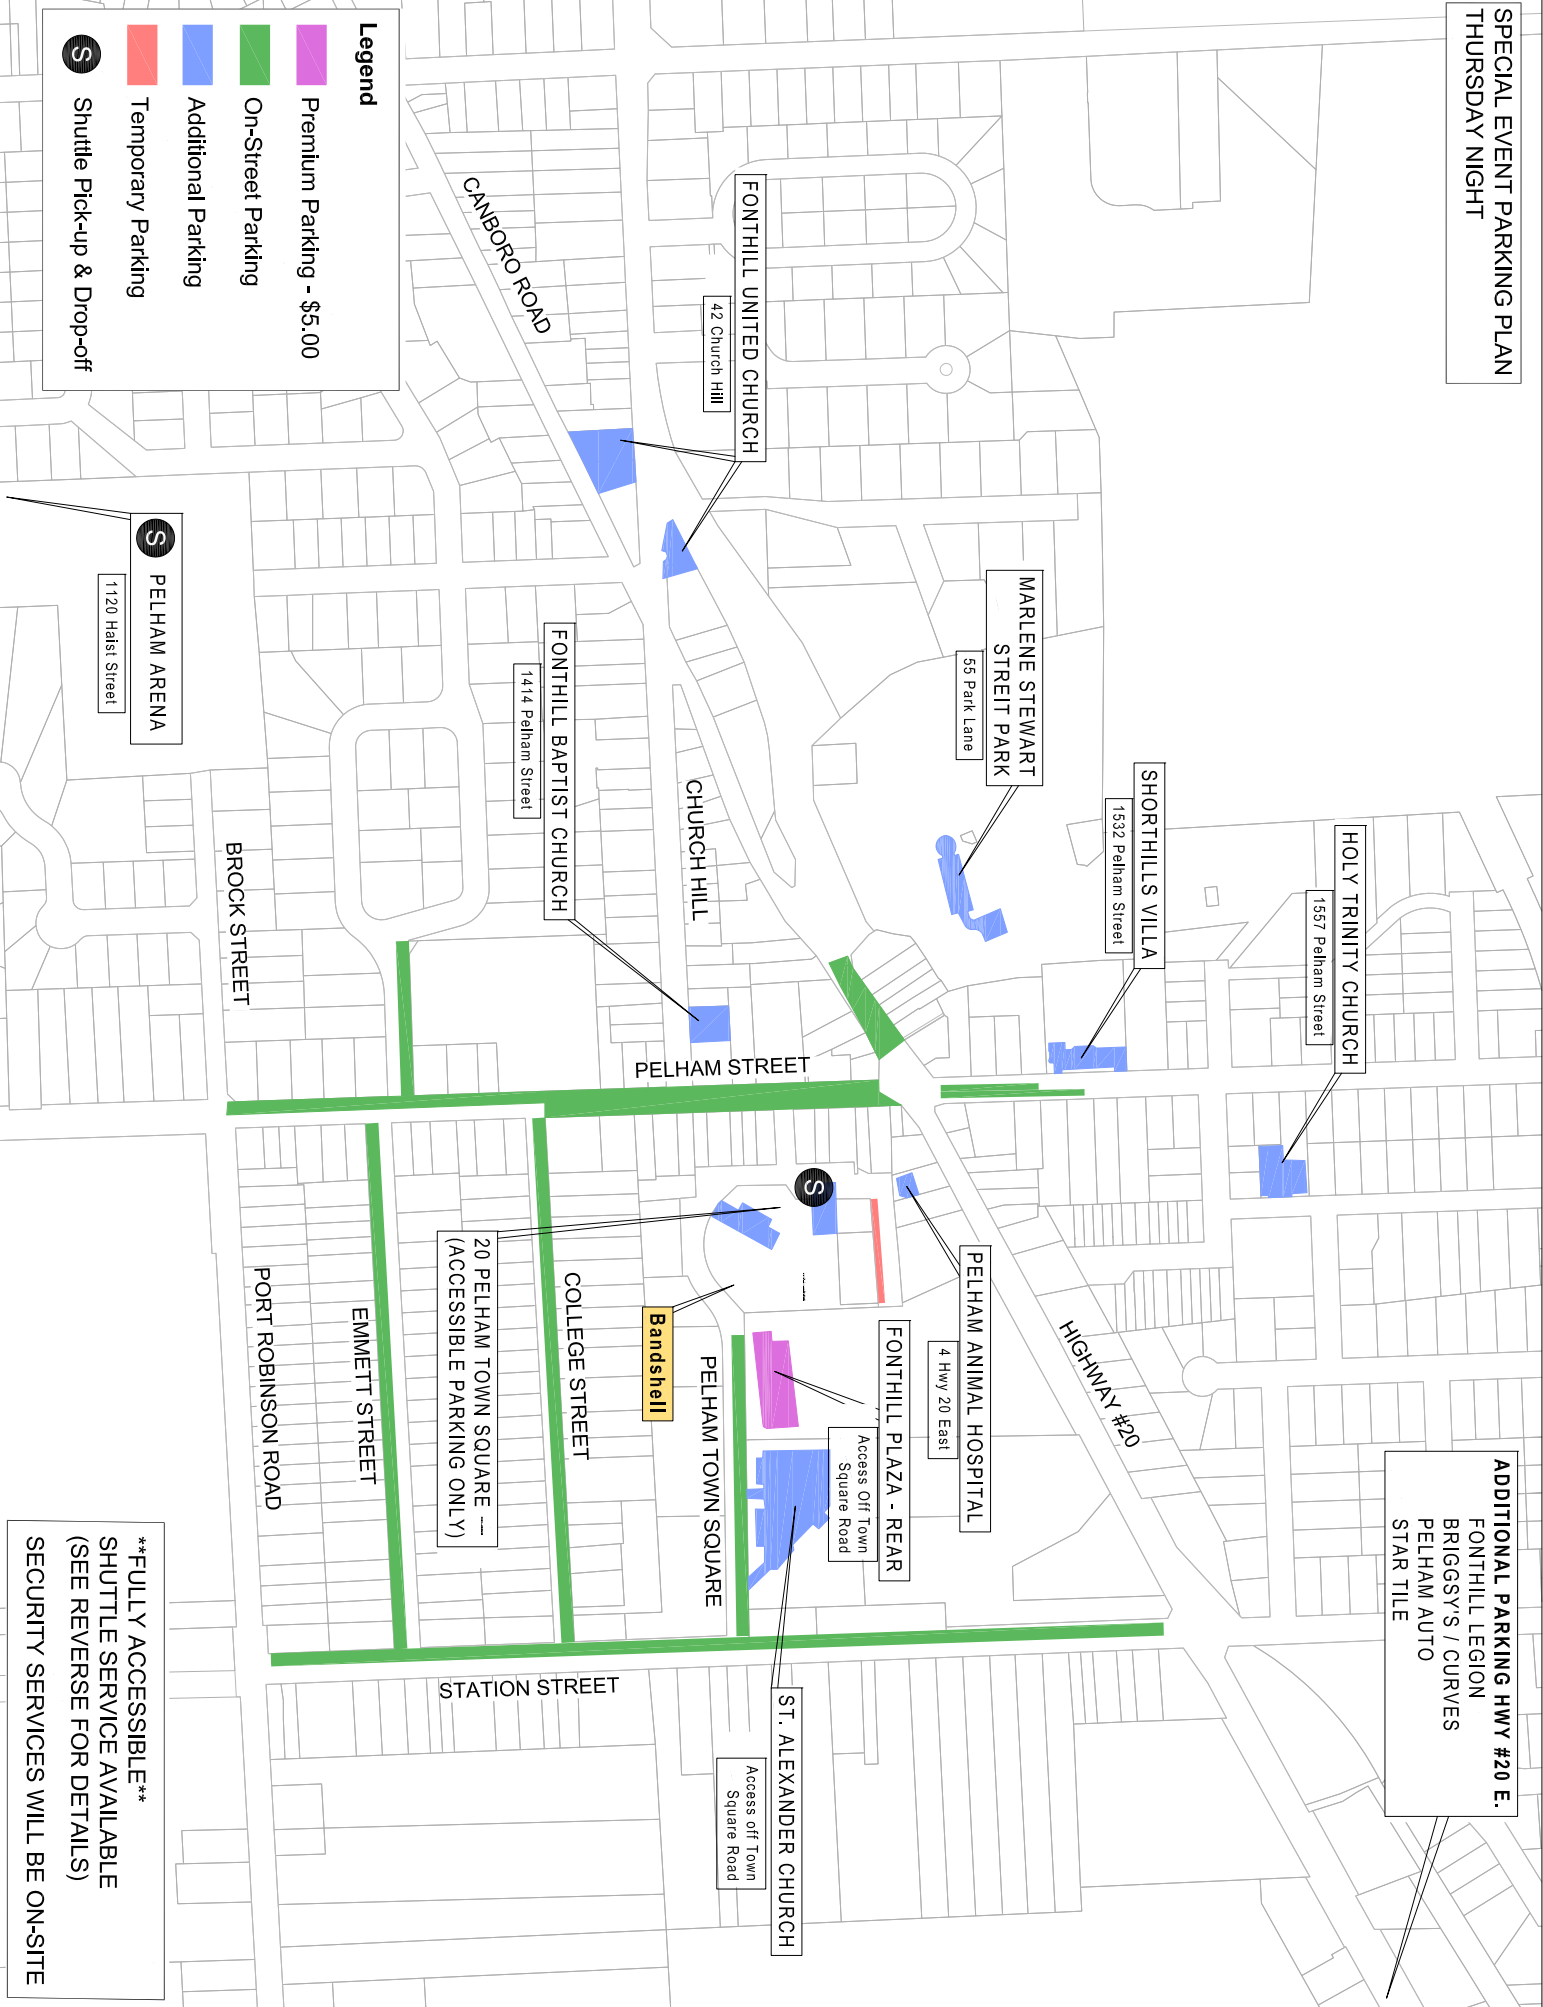 SPECIAL EVENT PARKING PLAN
THURSDAY NIGHT
ADDITIONAL PARKING HWY #20 E.
FONTHILL LEGION
BRIGGSY'S / CURVES
PELHAM AUTO
STAR TILE
HOLY TRINITY CHURCH
1557 Pelham Street
SHORTHILLS VILLA
1532 Pelham Street
MARLENE STEWART
STREIT PARK
55 Park Lane
HIGHWAY #20
PELHAM ANIMAL HOSPITAL
4 Hwy 20 East
FONTHILL PLAZA - REAR
Access Off Town
Square Road
FONTHILL UNITED CHURCH
42 Church Hill
S
ST. ALEXANDER CHURCH
Access off Town
Square Road
PELHAM STREET
CHURCH HILL
PELHAM TOWN SQUARE
Bandshell
FONTHILL BAPTIST CHURCH
1414 Pelham Street
COLLEGE STREET
STATION STREET
20 PELHAM TOWN SQUARE
(ACCESSIBLE PARKING ONLY)
CANBORO ROAD
EMMETT STREET
PORT ROBINSON ROAD
BROCK STREET
S PELHAM ARENA
1120 Haist Street
Legend
Premium Parking - $5.00
On-Street Parking
Additional Parking
Temporary Parking
S Shuttle Pick-up & Drop-off
**FULLY ACCESSIBLE**
SHUTTLE SERVICE AVAILABLE
(SEE REVERSE FOR DETAILS)
SECURITY SERVICES WILL BE ON-SITE